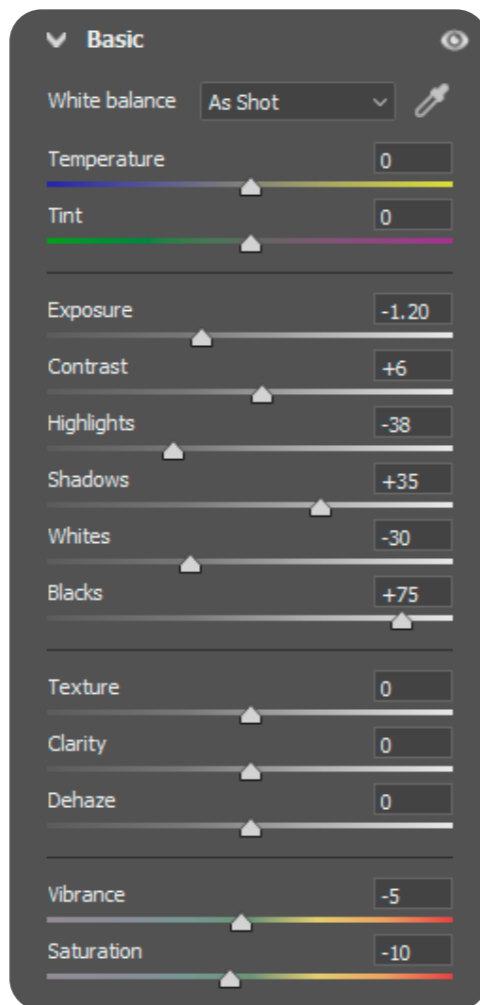 Basic
White balance As Shot
Temperature 0
Tint 0
Exposure -1.20
Contrast +6
Highlights -38
Shadows +35
Whites -30
Blacks +75
Texture 0
Clarity 0
Dehaze 0
Vibrance -5
Saturation -10